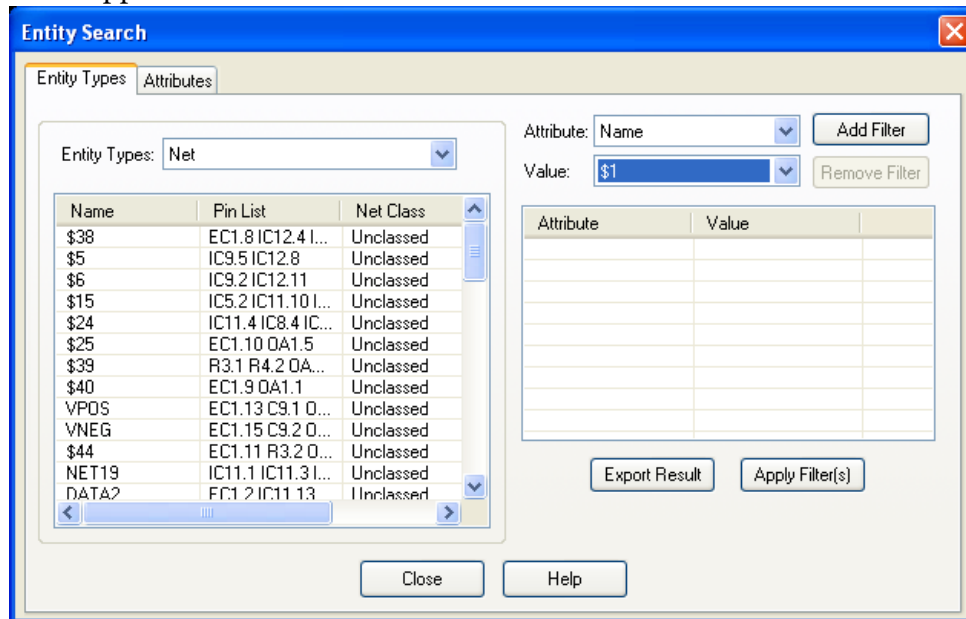 Entity Search
Entity Types Attributes
Entity Types: Net
Attribute: Name Add Filter
Value: $1 Remove Filter
Name Pin List Net Class
$38 EC1.8 IC12.4 I... Unclassed
$5 IC9.5 IC12.8 Unclassed
$6 IC9.2 IC12.11 Unclassed
$15 IC5.2 IC11.10 I... Unclassed
$24 IC11.4 IC8.4 IC... Unclassed
$25 EC1.10 OA1.5 Unclassed
$39 R3.1 R4.2 OA... Unclassed
$40 EC1.9 OA1.1 Unclassed
VPOS EC1.13 C9.1 O... Unclassed
VNEG EC1.15 C9.2 O... Unclassed
$44 EC1.11 R3.2 O... Unclassed
NET19 IC11.1 IC11.3 I... Unclassed
DATA2 EC1.2 IC11.13 Unclassed
Attribute Value
Export Result Apply Filter(s)
Close Help